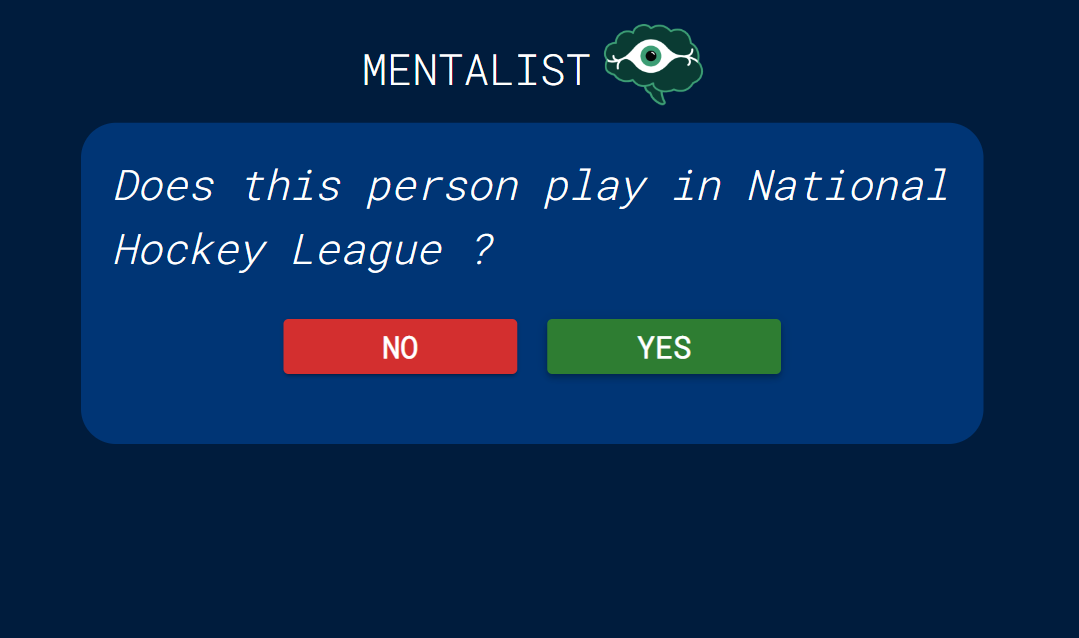 MENTALIST
Does this person play in National
Hockey League ?
NO
YES